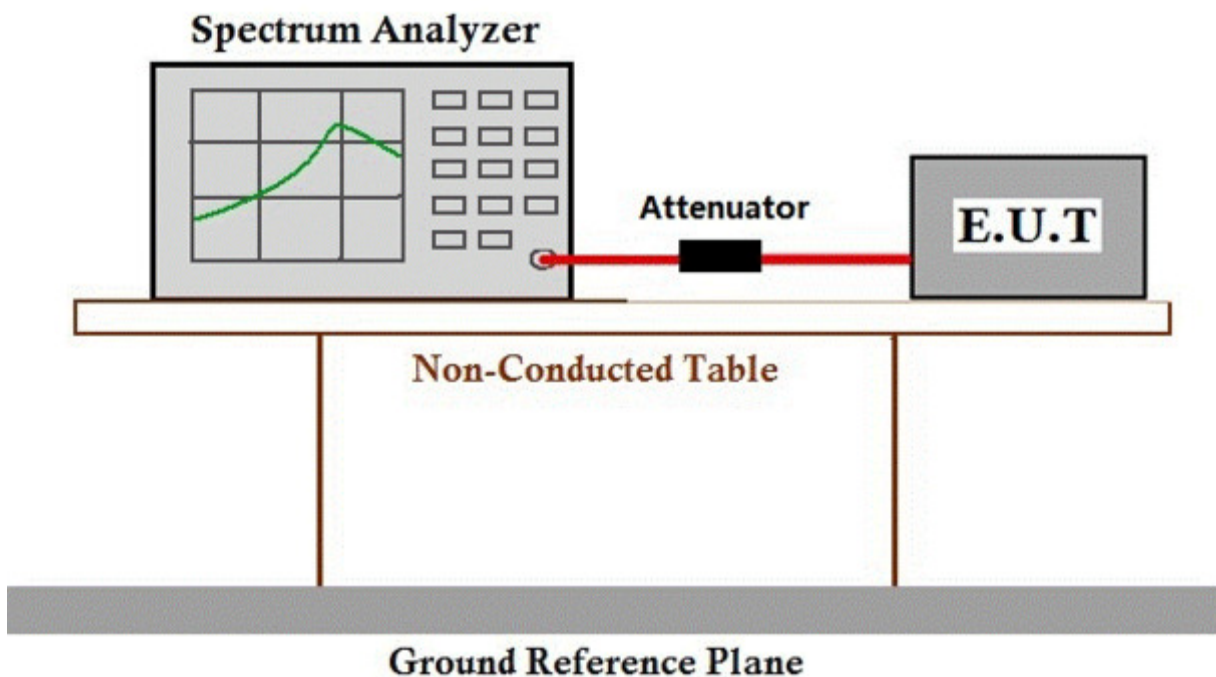 Spectrum Analyzer
Attenuator
E.U.T
Non-Conducted Table
Ground Reference Plane